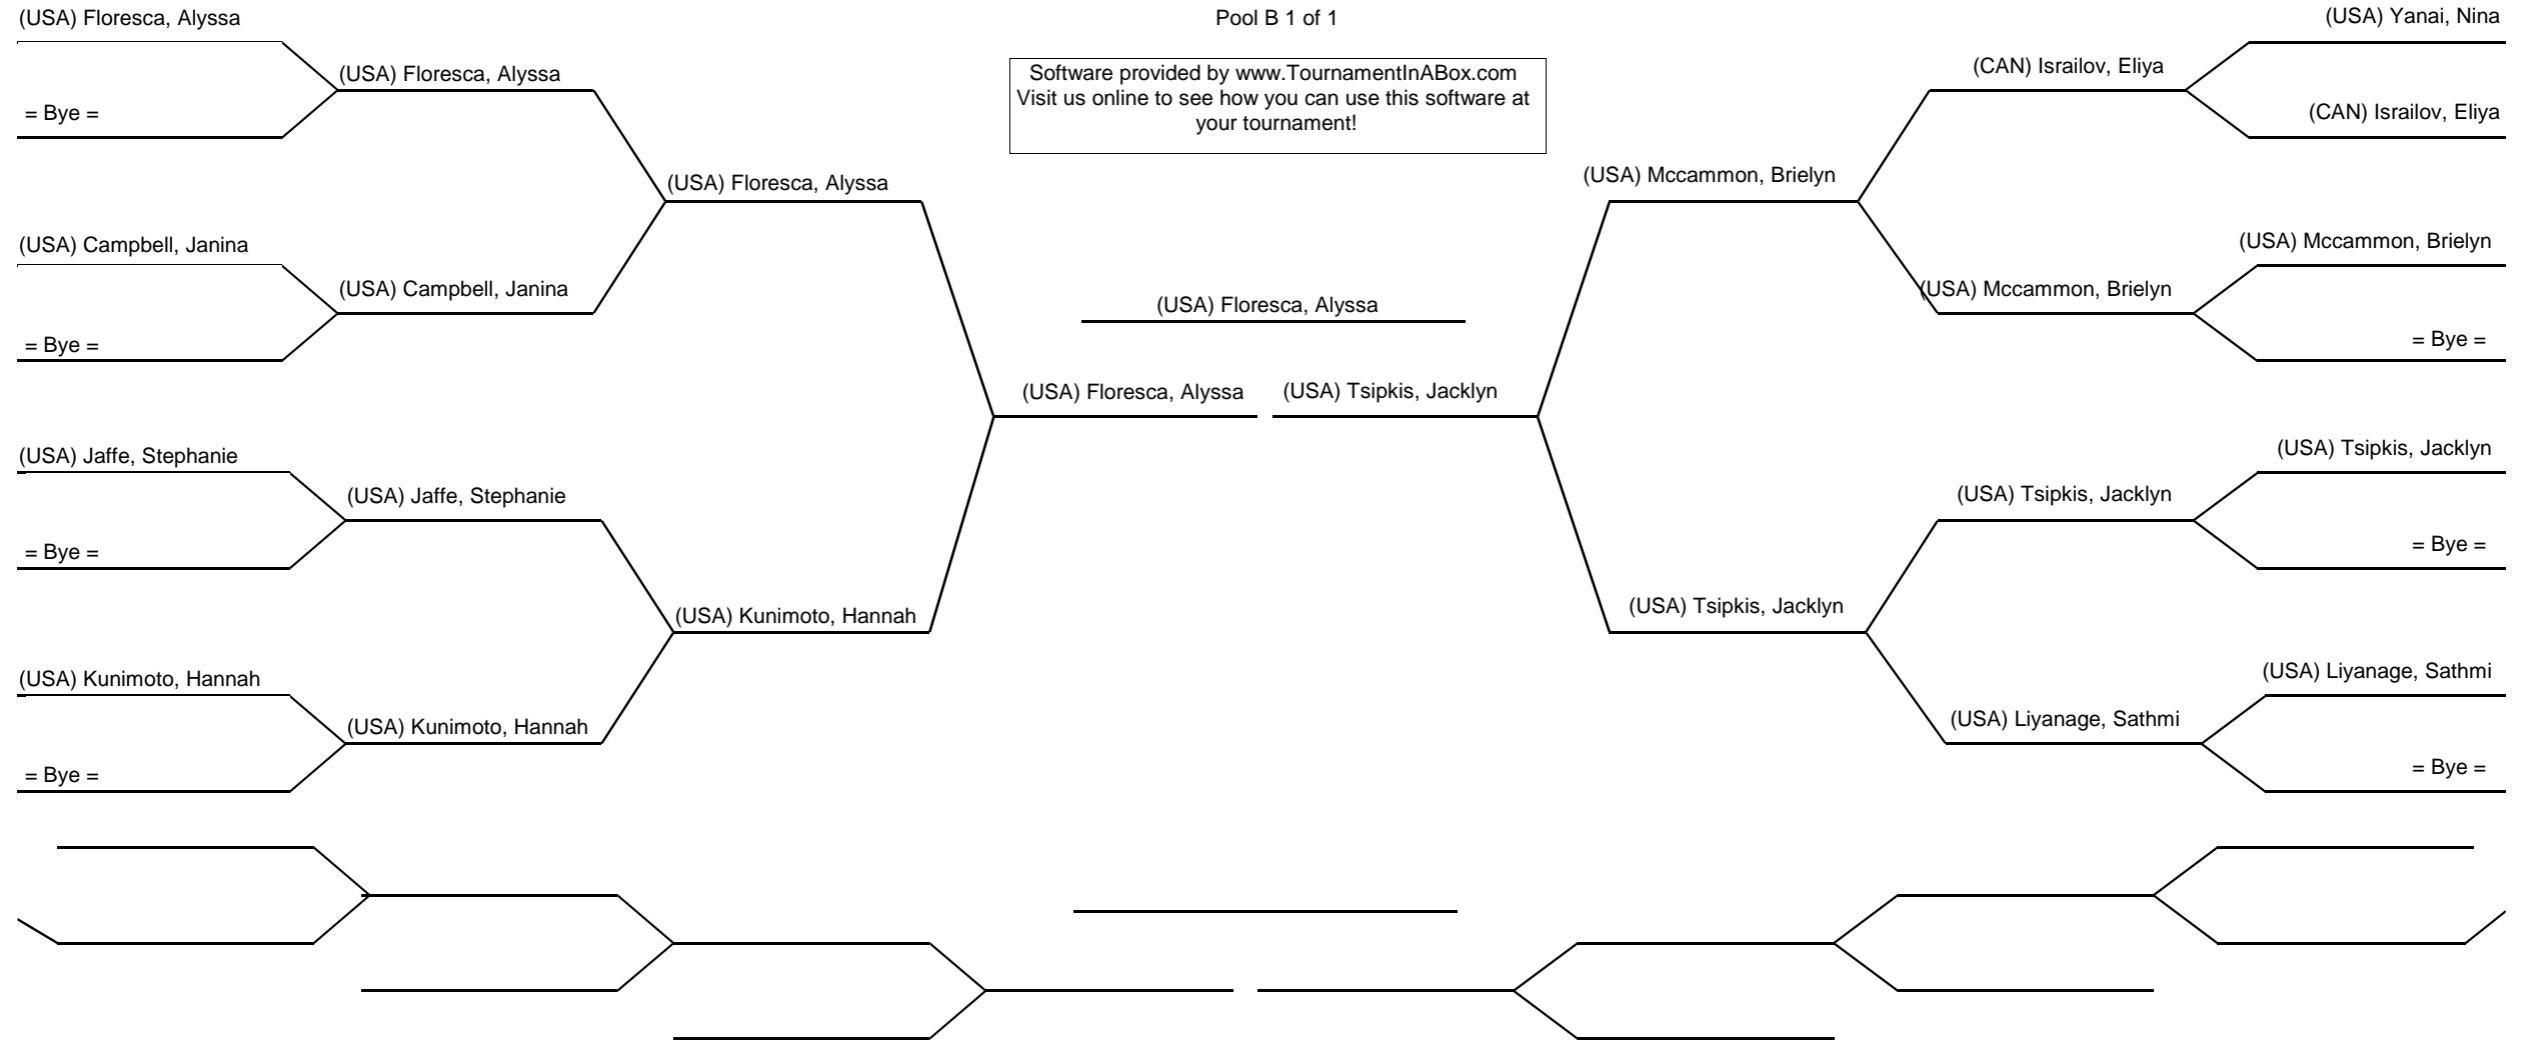 (USA) Floresca, Alyssa
= Bye =
(USA) Campbell, Janina
= Bye =
(USA) Jaffe, Stephanie
= Bye =
(USA) Kunimoto, Hannah
= Bye =
(USA) Floresca, Alyssa
(USA) Campbell, Janina
(USA) Jaffe, Stephanie
(USA) Kunimoto, Hannah
(USA) Floresca, Alyssa
(USA) Kunimoto, Hannah
Pool B 1 of 1
Software provided by www.TournamentInABox.com
Visit us online to see how you can use this software at
your tournament!
(USA) Floresca, Alyssa
(USA) Floresca, Alyssa
(USA) Tsipkis, Jacklyn
(USA) Mccammon, Brielyn
(USA) Tsipkis, Jacklyn
(CAN) Israilov, Eliya
(USA) Mccammon, Brielyn
(USA) Tsipkis, Jacklyn
(USA) Liyanage, Sathmi
(USA) Yanai, Nina
(CAN) Israilov, Eliya
(USA) Mccammon, Brielyn
= Bye =
(USA) Tsipkis, Jacklyn
= Bye =
(USA) Liyanage, Sathmi
= Bye =